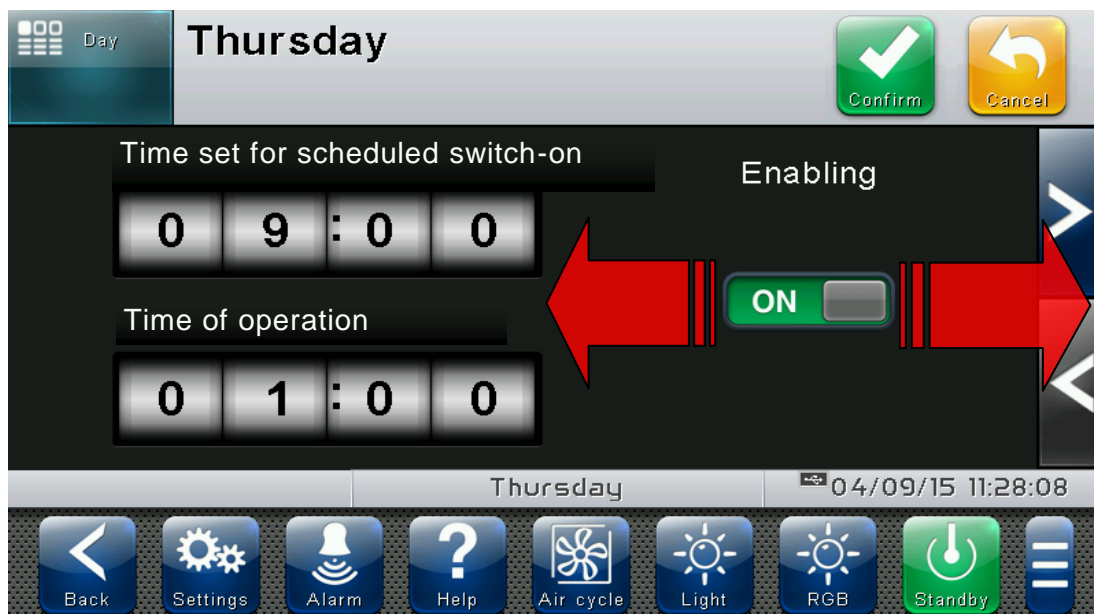 Day
Thursday
Confirm
Cancel
Time set for scheduled switch-on
Enabling
0 9 : 0 0
ON
Time of operation
0 1 : 0 0
Thursday
04/09/15 11:28:08
Back
Settings
Alarm
Help
Air cycle
Light
RGB
Standby